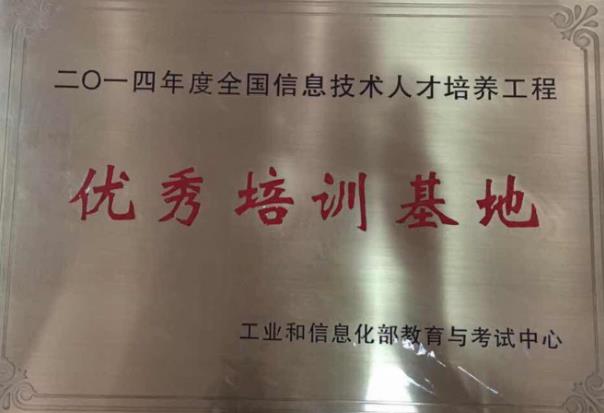 二〇一四年度全国信息技术人才培养工程
优秀培训基地
工业和信息化部教育与考试中心